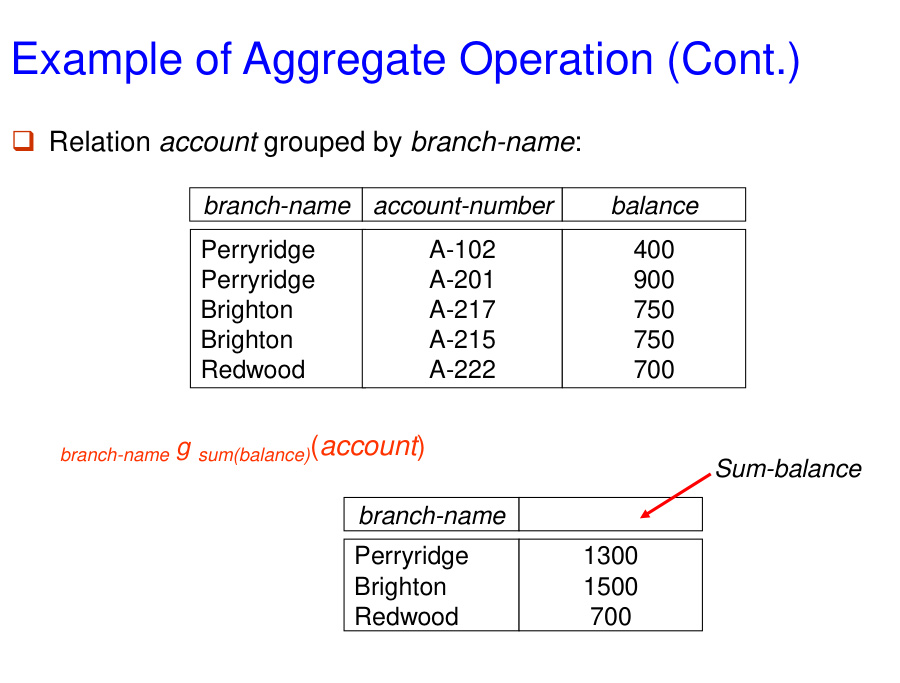 Example of Aggregate Operation (Cont.)
Relation account grouped by branch-name:
branch-name account-number balance
Perryridge A-102 400
Perryridge A-201 900
Brighton A-217 750
Brighton A-215 750
Redwood A-222 700
branch-name g sum(balance)(account)
Sum-balance
branch-name
Perryridge 1300
Brighton 1500
Redwood 700